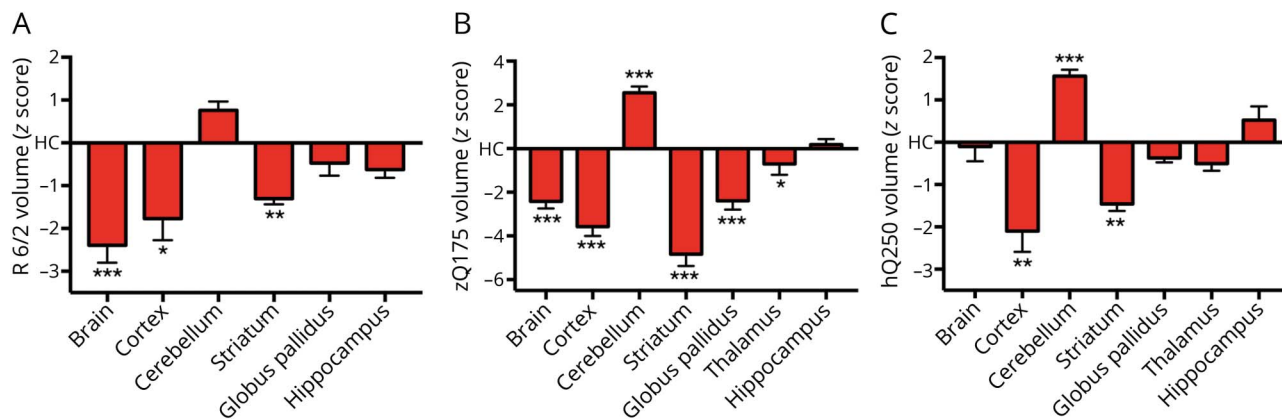 A
R 6/2 volume (z score)
2
1
HC
–1
–2
–3
***
*
**
Brain
Cortex
Cerebellum
Striatum
Globus pallidus
Hippocampus
B
zQ175 volume (z score)
4
2
HC
–2
–4
–6
***
***
***
***
***
*
Brain
Cortex
Cerebellum
Striatum
Globus pallidus
Thalamus
Hippocampus
C
hQ250 volume (z score)
2
1
HC
–1
–2
–3
**
***
**
Brain
Cortex
Cerebellum
Striatum
Globus pallidus
Thalamus
Hippocampus